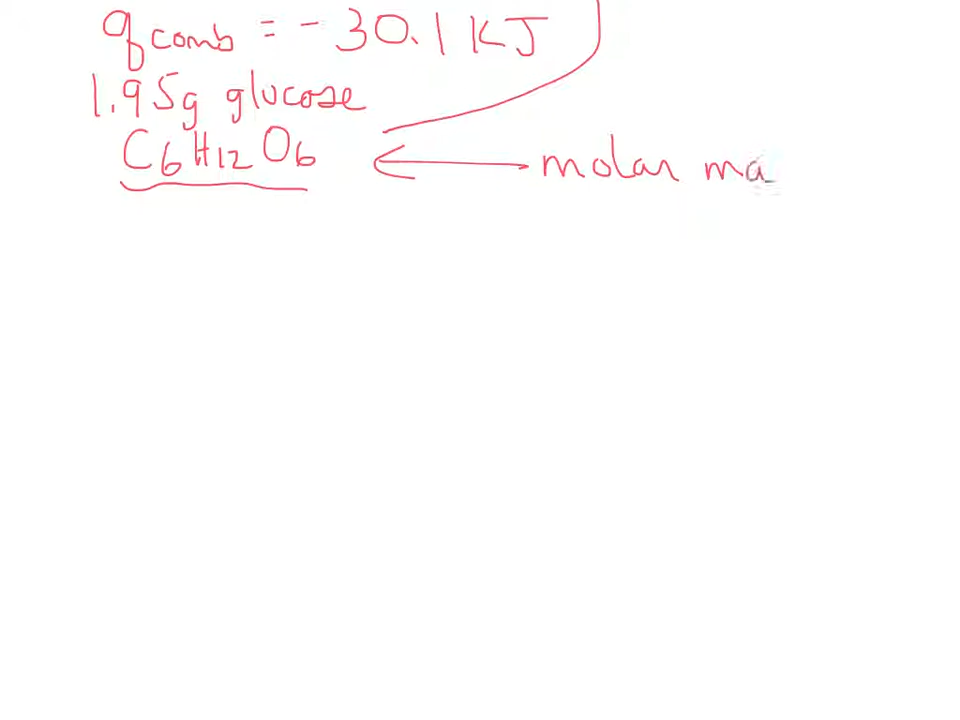 qcomb = -30.1 KJ
1.95g glucose
C6H12O6 molar ma